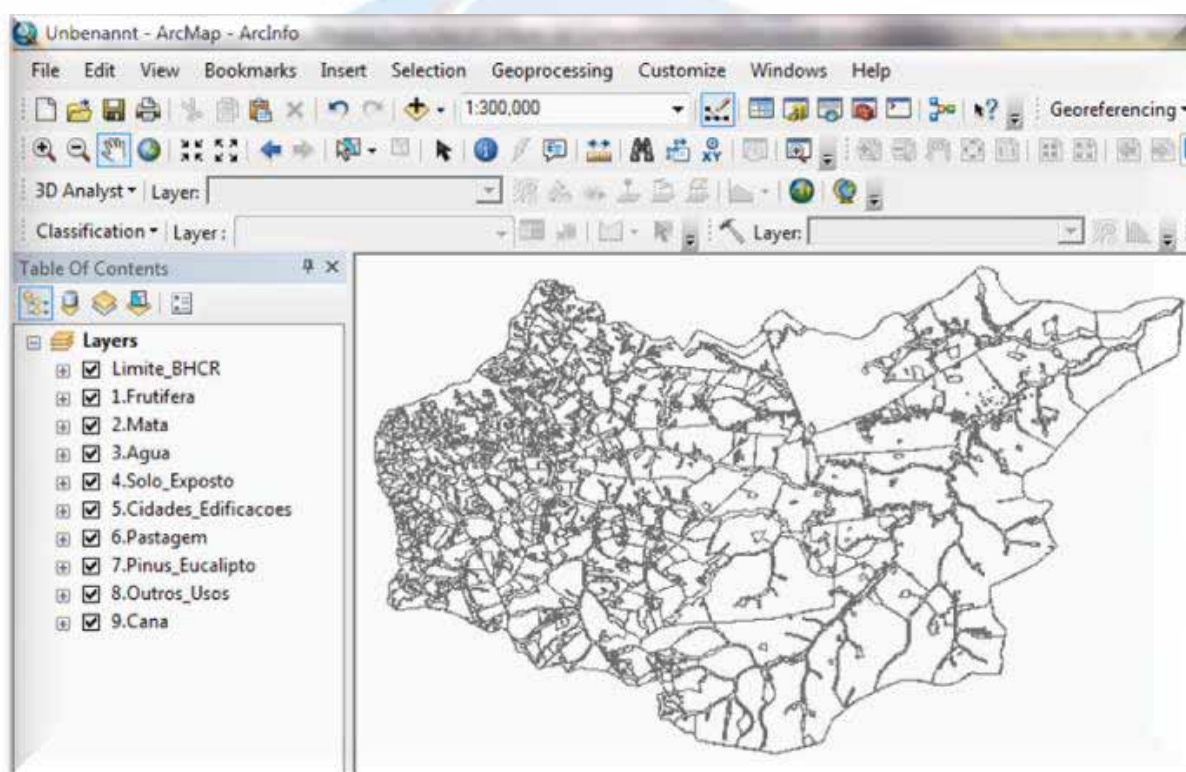 Unbenannt - ArcMap - ArcInfo
File Edit View Bookmarks Insert Selection Geoprocessing Customize Windows Help
1:300,000 Georeferencing
XY
3D Analyst Layer:
Classification Layer: Layer:
Table Of Contents
Layers
Limite_BHCR
1.Frutifera
2.Mata
3.Agua
4.Solo_Exposto
5.Cidades_Edificacoes
6.Pastagem
7.Pinus_Eucalipto
8.Outros_Usos
9.Cana